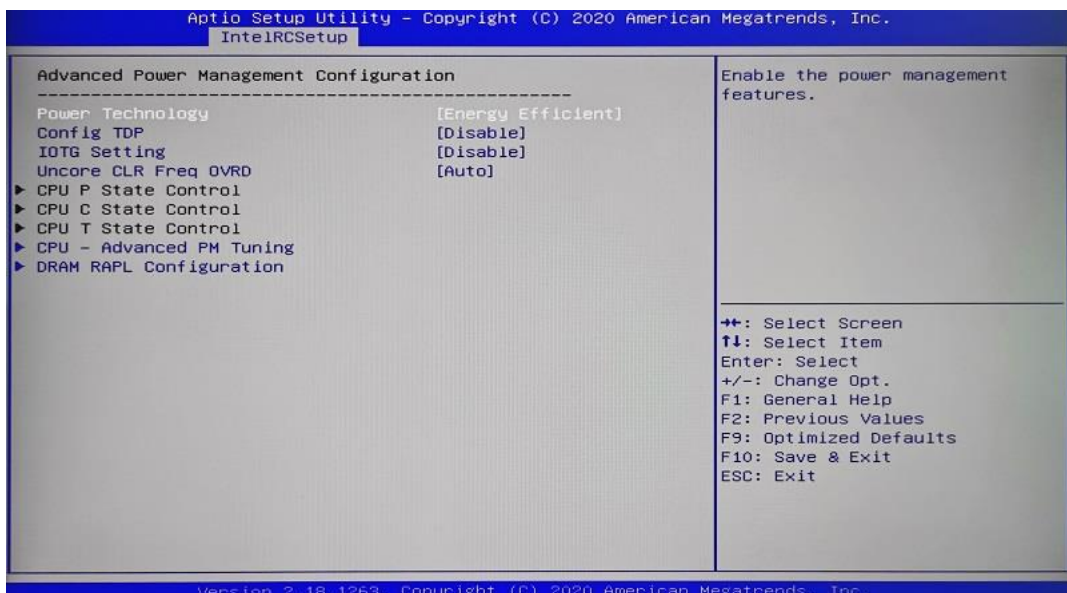 Aptio Setup Utility – Copyright (C) 2020 American Megatrends, Inc.
IntelRCSetup
Advanced Power Management Configuration
------------------------------------------------------------
Power Technology [Energy Efficient]
Config TDP [Disable]
IOTG Setting [Disable]
Uncore CLR Freq OVRD [Auto]
▶ CPU P State Control
▶ CPU C State Control
▶ CPU T State Control
▶ CPU – Advanced PM Tuning
▶ DRAM RAPL Configuration
Enable the power management
features.
→←: Select Screen
↑↓: Select Item
Enter: Select
+/-: Change Opt.
F1: General Help
F2: Previous Values
F9: Optimized Defaults
F10: Save & Exit
ESC: Exit
Version 2.18.1263. Copyright (C) 2020 American Megatrends, Inc.